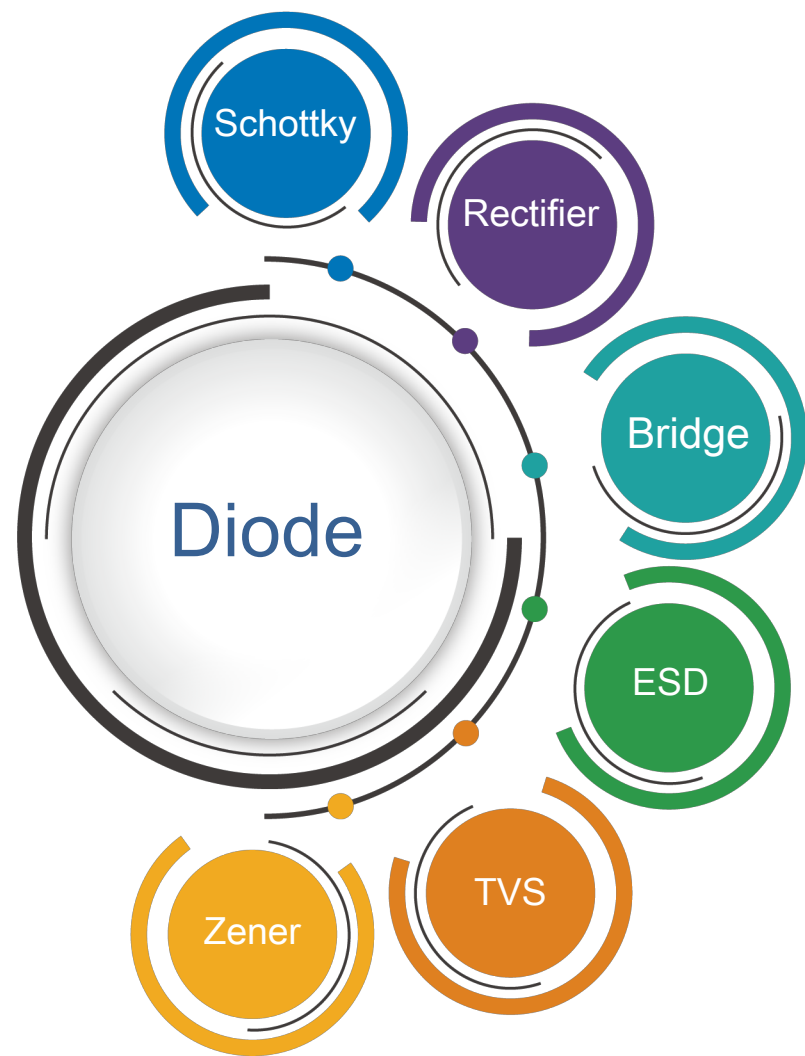 Schottky
Rectifier
Bridge
Diode
ESD
TVS
Zener